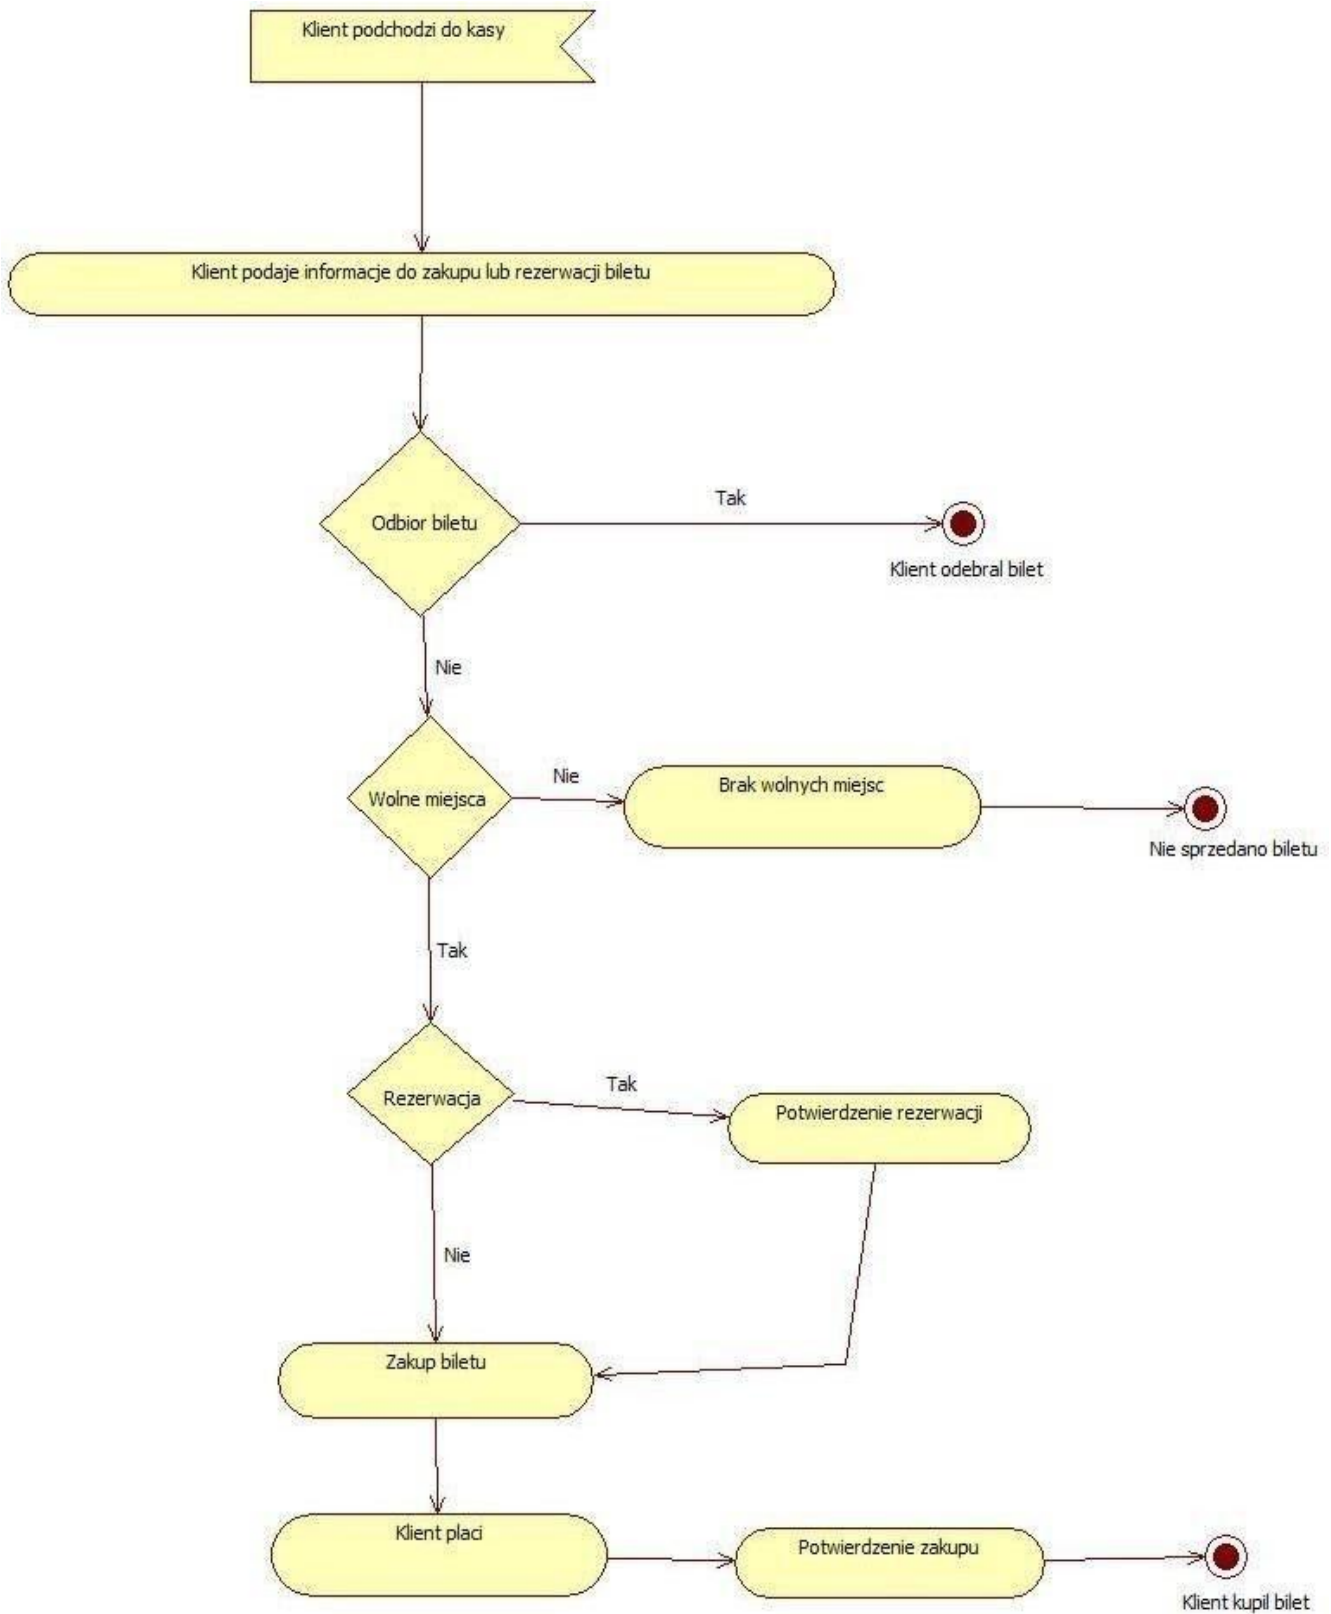 Klient podchodzi do kasy
Klient podaje informacje do zakupu lub rezerwacji biletu
Odbior biletu
Tak
Klient odebral bilet
Nie
Wolne miejsca
Nie
Brak wolnych miejsc
Nie sprzedano biletu
Tak
Rezerwacja
Tak
Potwierdzenie rezerwacji
Nie
Zakup biletu
Klient placi
Potwierdzenie zakupu
Klient kupil bilet